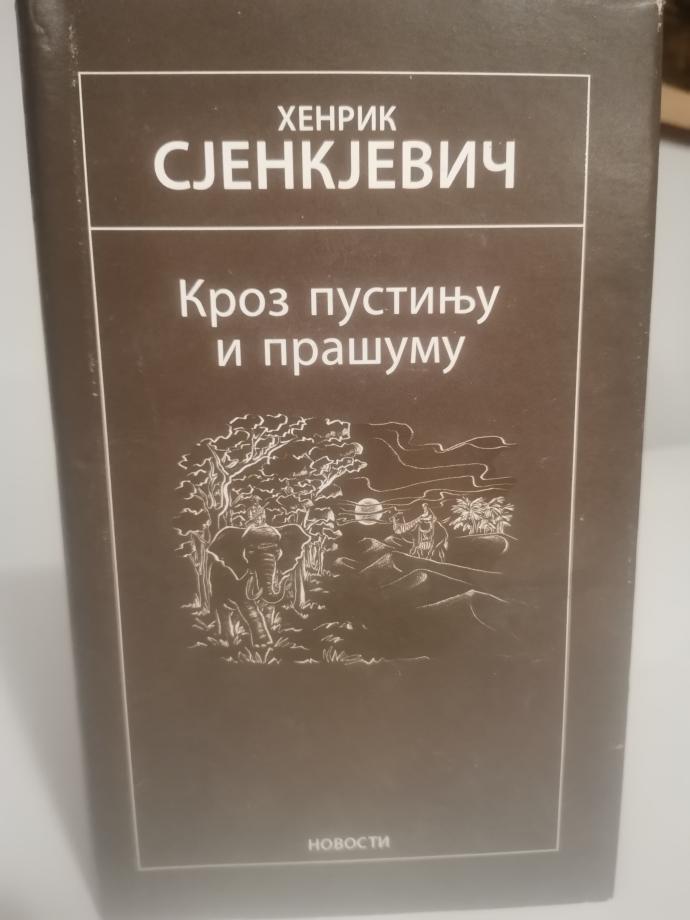 ХЕНРИК
СЈЕНКЈЕВИЧ
Кроз пустињу
и прашуму
НОВОСТИ